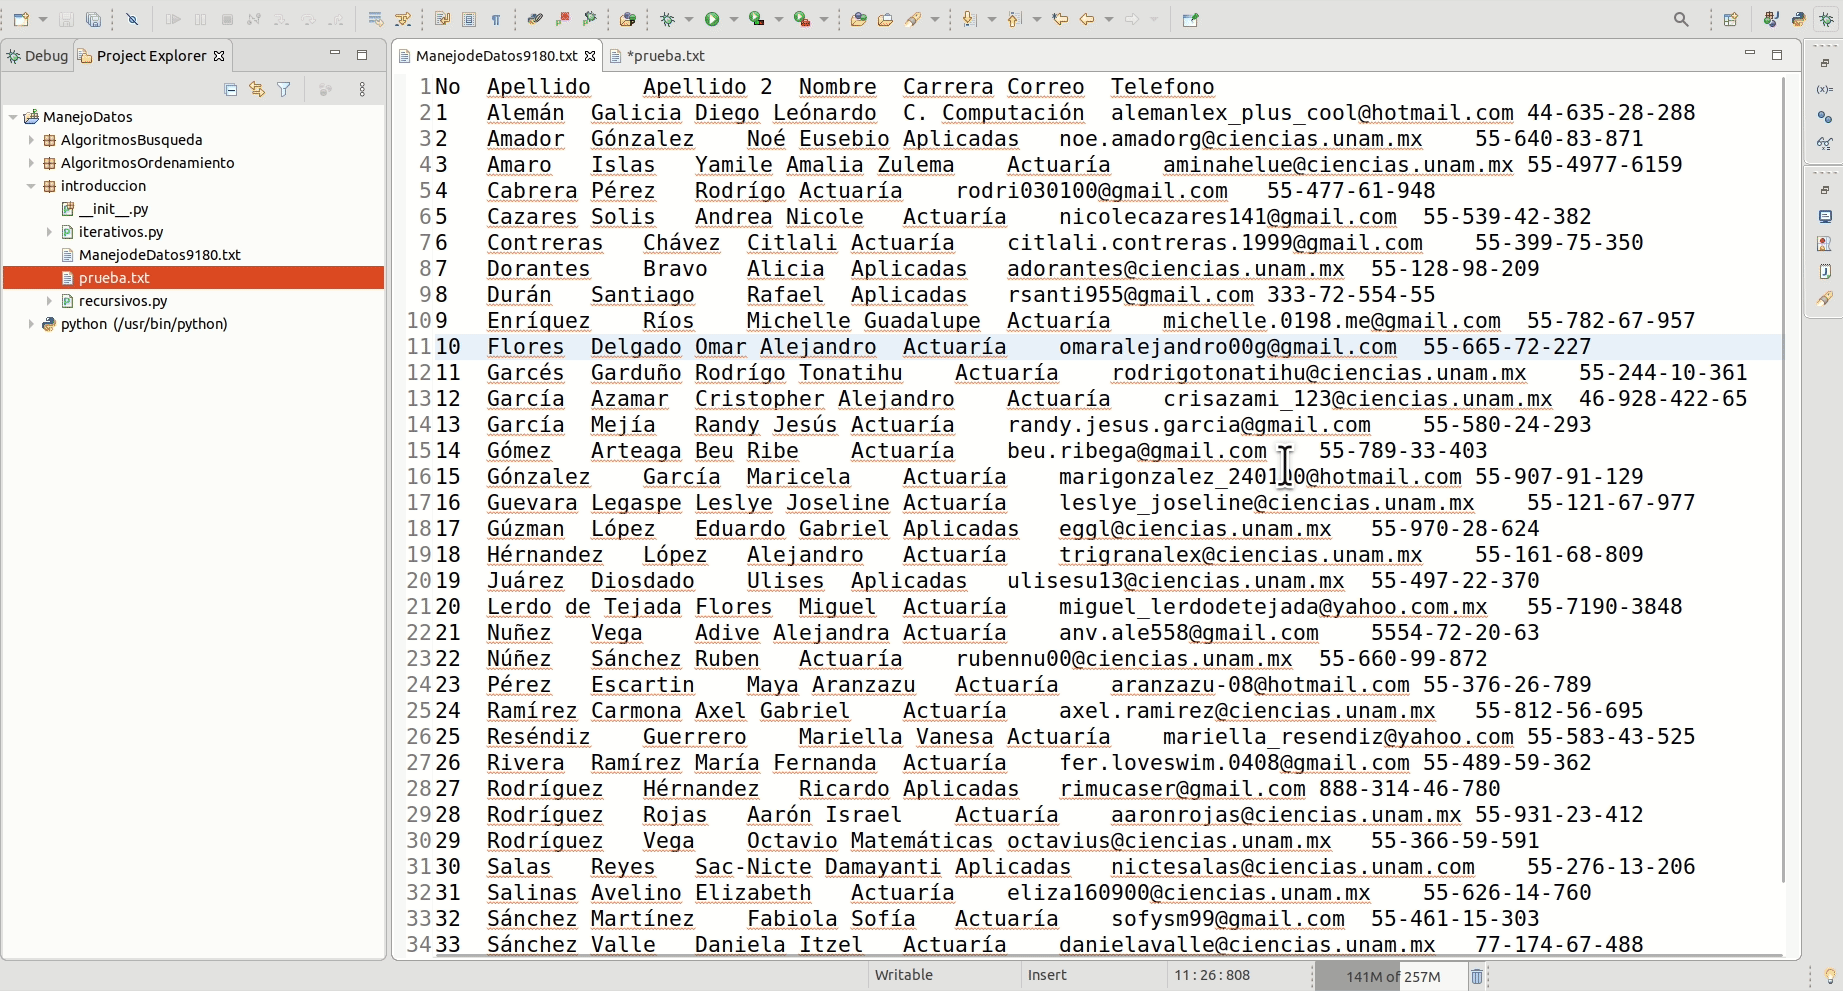 Debug
Project Explorer
ManejodeDatos9180.txt
*prueba.txt
ManejoDatos
AlgoritmosBusqueda
AlgoritmosOrdenamiento
introduccion
__init__.py
iterativos.py
ManejodeDatos9180.txt
prueba.txt
recursivos.py
python (/usr/bin/python)
1 No Apellido Apellido 2 Nombre Carrera Correo Telefono
2 1 Alemán Galicia Diego Leónardo C. Computación alemanlex_plus_cool@hotmail.com 44-635-28-288
3 2 Amador Gónzalez Noé Eusebio Aplicadas noe.amadorg@ciencias.unam.mx 55-640-83-871
4 3 Amaro Islas Yamile Amalia Zulema Actuaría aminahelue@ciencias.unam.mx 55-4977-6159
5 4 Cabrera Pérez Rodrígo Actuaría rodri030100@gmail.com 55-477-61-948
6 5 Cazares Solis Andrea Nicole Actuaría nicolecazares141@gmail.com 55-539-42-382
7 6 Contreras Chávez Citlali Actuaría citlali.contreras.1999@gmail.com 55-399-75-350
8 7 Dorantes Bravo Alicia Aplicadas adorantes@ciencias.unam.mx 55-128-98-209
9 8 Durán Santiago Rafael Aplicadas rsanti955@gmail.com 333-72-554-55
10 9 Enríquez Ríos Michelle Guadalupe Actuaría michelle.0198.me@gmail.com 55-782-67-957
11 10 Flores Delgado Omar Alejandro Actuaría omaralejandro00g@gmail.com 55-665-72-227
12 11 Garcés Garduño Rodrígo Tonatihu Actuaría rodrigotonatihu@ciencias.unam.mx 55-244-10-361
13 12 García Azamar Cristopher Alejandro Actuaría crisazami_123@ciencias.unam.mx 46-928-422-65
14 13 García Mejía Randy Jesús Actuaría randy.jesus.garcia@gmail.com 55-580-24-293
15 14 Gómez Arteaga Beu Ribe Actuaría beu.ribega@gmail.com 55-789-33-403
16 15 Gónzalez García Maricela Actuaría marigonzalez_240100@hotmail.com 55-907-91-129
17 16 Guevara Legaspe Leslye Joseline Actuaría leslye_joseline@ciencias.unam.mx 55-121-67-977
18 17 Gúzman López Eduardo Gabriel Aplicadas eggl@ciencias.unam.mx 55-970-28-624
19 18 Hérnandez López Alejandro Actuaría trigranalex@ciencias.unam.mx 55-161-68-809
20 19 Juárez Diosdado Ulises Aplicadas ulisesu13@ciencias.unam.mx 55-497-22-370
21 20 Lerdo de Tejada Flores Miguel Actuaría miguel_lerdodetejada@yahoo.com.mx 55-7190-3848
22 21 Nuñez Vega Adive Alejandra Actuaría anv.ale558@gmail.com 5554-72-20-63
23 22 Núñez Sánchez Ruben Actuaría rubennu00@ciencias.unam.mx 55-660-99-872
24 23 Pérez Escartin Maya Aranzazu Actuaría aranzazu-08@hotmail.com 55-376-26-789
25 24 Ramírez Carmona Axel Gabriel Actuaría axel.ramirez@ciencias.unam.mx 55-812-56-695
26 25 Reséndiz Guerrero Mariella Vanesa Actuaría mariella_resendiz@yahoo.com 55-583-43-525
27 26 Rivera Ramírez María Fernanda Actuaría fer.loveswim.0408@gmail.com 55-489-59-362
28 27 Rodríguez Hérnandez Ricardo Aplicadas rimucaser@gmail.com 888-314-46-780
29 28 Rodríguez Rojas Aarón Israel Actuaría aaronrojas@ciencias.unam.mx 55-931-23-412
30 29 Rodríguez Vega Octavio Matemáticas octavius@ciencias.unam.mx 55-366-59-591
31 30 Salas Reyes Sac-Nicte Damayanti Aplicadas nictesalas@ciencias.unam.com 55-276-13-206
32 31 Salinas Avelino Elizabeth Actuaría eliza160900@ciencias.unam.mx 55-626-14-760
33 32 Sánchez Martínez Fabiola Sofía Actuaría sofysm99@gmail.com 55-461-15-303
34 33 Sánchez Valle Daniela Itzel Actuaría danielavalle@ciencias.unam.mx 77-174-67-488
Writable Insert 11:26:808 141M of 257M